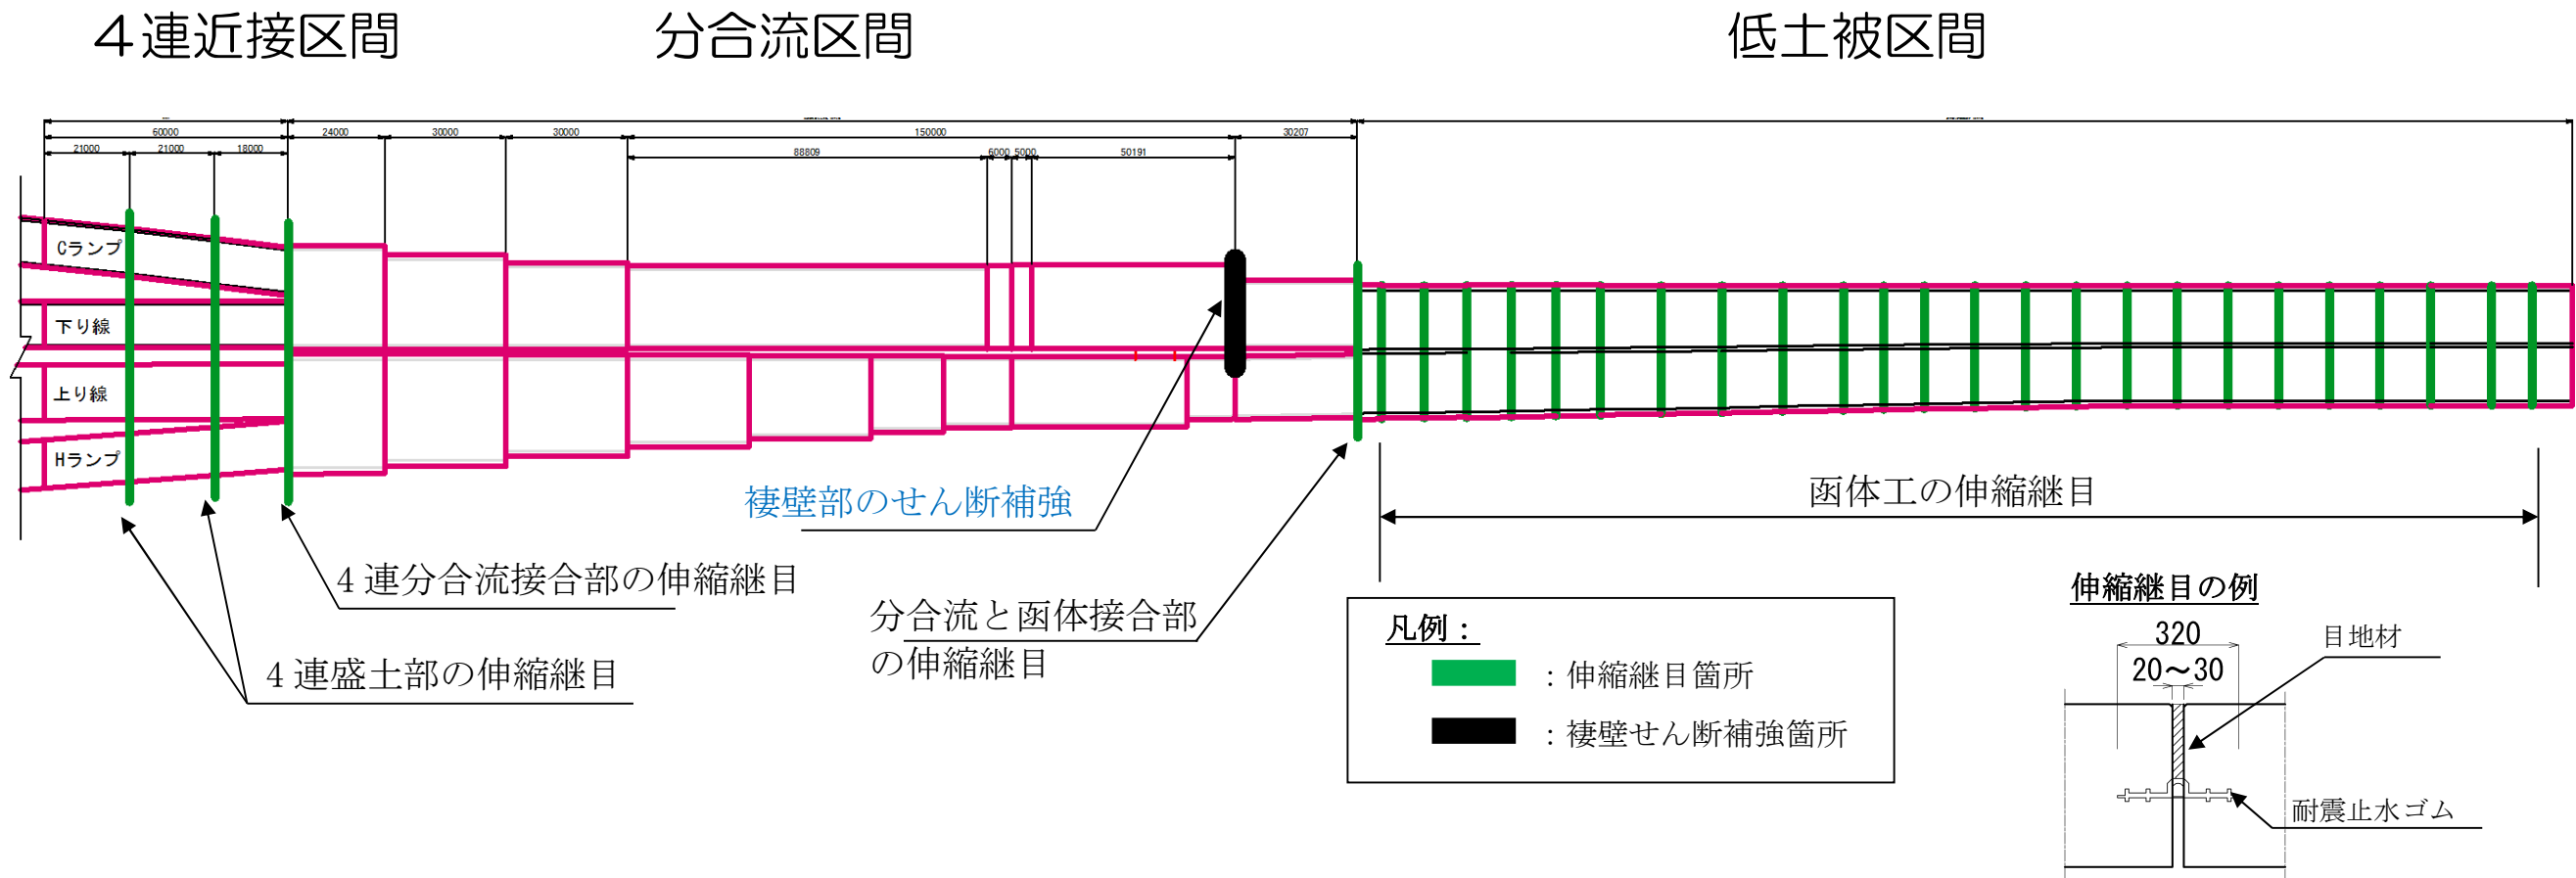 4連近接区間
分合流区間
低土被区間
60000
24000
30000
30000
150000
30207
21000
21000
18000
88809
6000
5000
50191
Cランプ
下り線
上り線
Hランプ
褄壁部のせん断補強
函体工の伸縮継目
4連分合流接合部の伸縮継目
4連盛土部の伸縮継目
分合流と函体接合部
の伸縮継目
凡例：
：伸縮継目箇所
：褄壁せん断補強箇所
伸縮継目の例
320
20～30
目地材
耐震止水ゴム